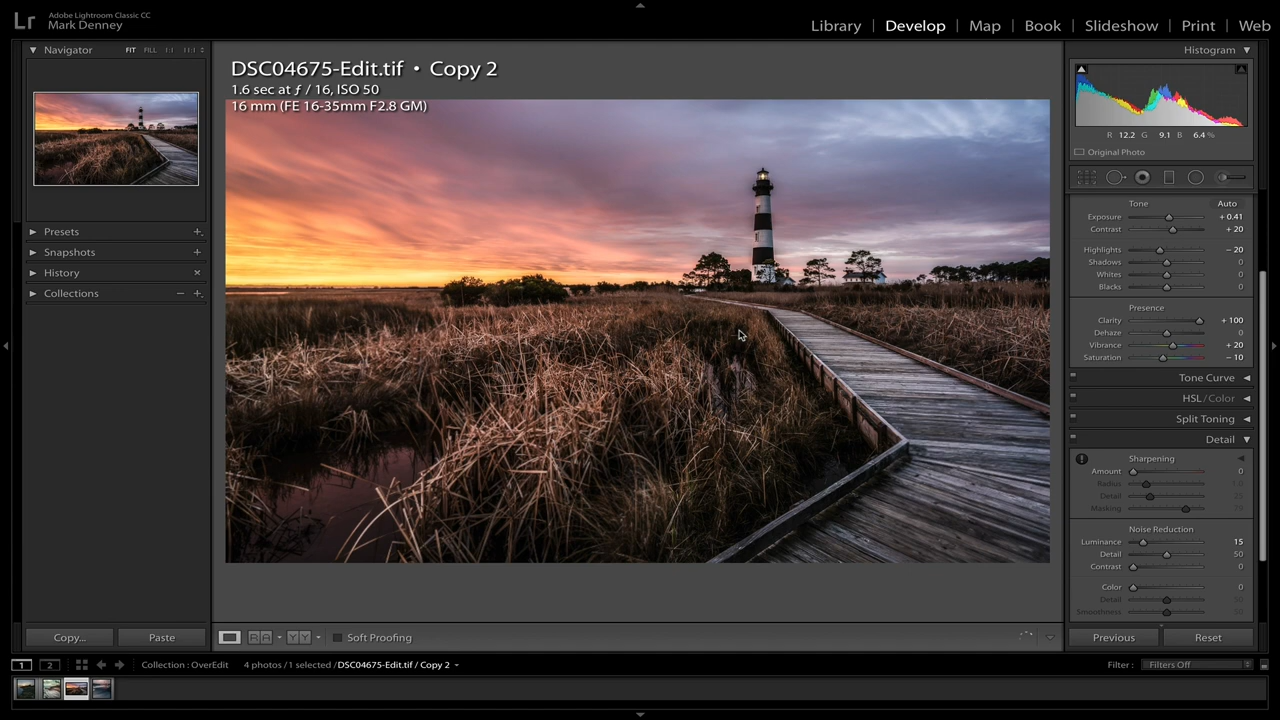 Lr
Adobe Lightroom Classic CC
Mark Denney
Library | Develop | Map | Book | Slideshow | Print | Web
Navigator FIT FILL 1:1 11:1
Histogram
DSC04675-Edit.tif • Copy 2
1.6 sec at ƒ / 16, ISO 50
16 mm (FE 16-35mm F2.8 GM)
R 12.2 G 9.1 B 6.4 %
Original Photo
Presets
Snapshots
History
Collections
Tone Auto
Exposure + 0.41
Contrast + 20
Highlights − 20
Shadows 0
Whites 0
Blacks 0
Presence
Clarity + 100
Dehaze 0
Vibrance + 20
Saturation − 10
Tone Curve
HSL / Color
Split Toning
Detail
Sharpening
Amount 0
Radius 1.0
Detail
Masking
Noise Reduction
Luminance 15
Detail 50
Contrast 0
Color 0
Detail 50
Smoothness 50
Copy... Paste
R A Y Y Soft Proofing
Previous Reset
1 2 Collection : OverEdit 4 photos / 1 selected / DSC04675-Edit.tif / Copy 2
Filter : Filters Off